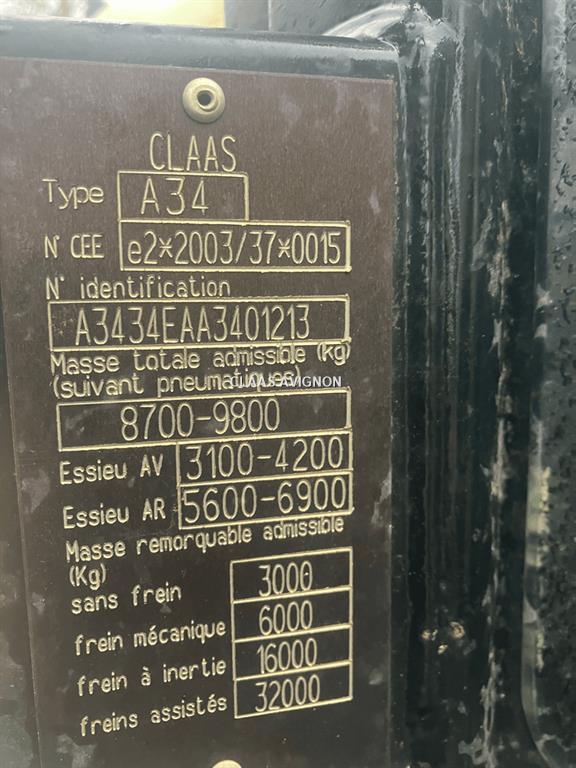 CLAAS
Type A34
N° CEE e2*2003/37*0015
N° identification
A3434EAA3401213
Masse totale admissible (kg)
(suivant pneumatiques)
CLAAS AVIGNON
8700-9800
Essieu AV 3100-4200
Essieu AR 5600-6900
Masse remorquable admissible
(Kg)
sans frein 3000
frein mécanique 6000
frein à inertie 16000
freins assistés 32000